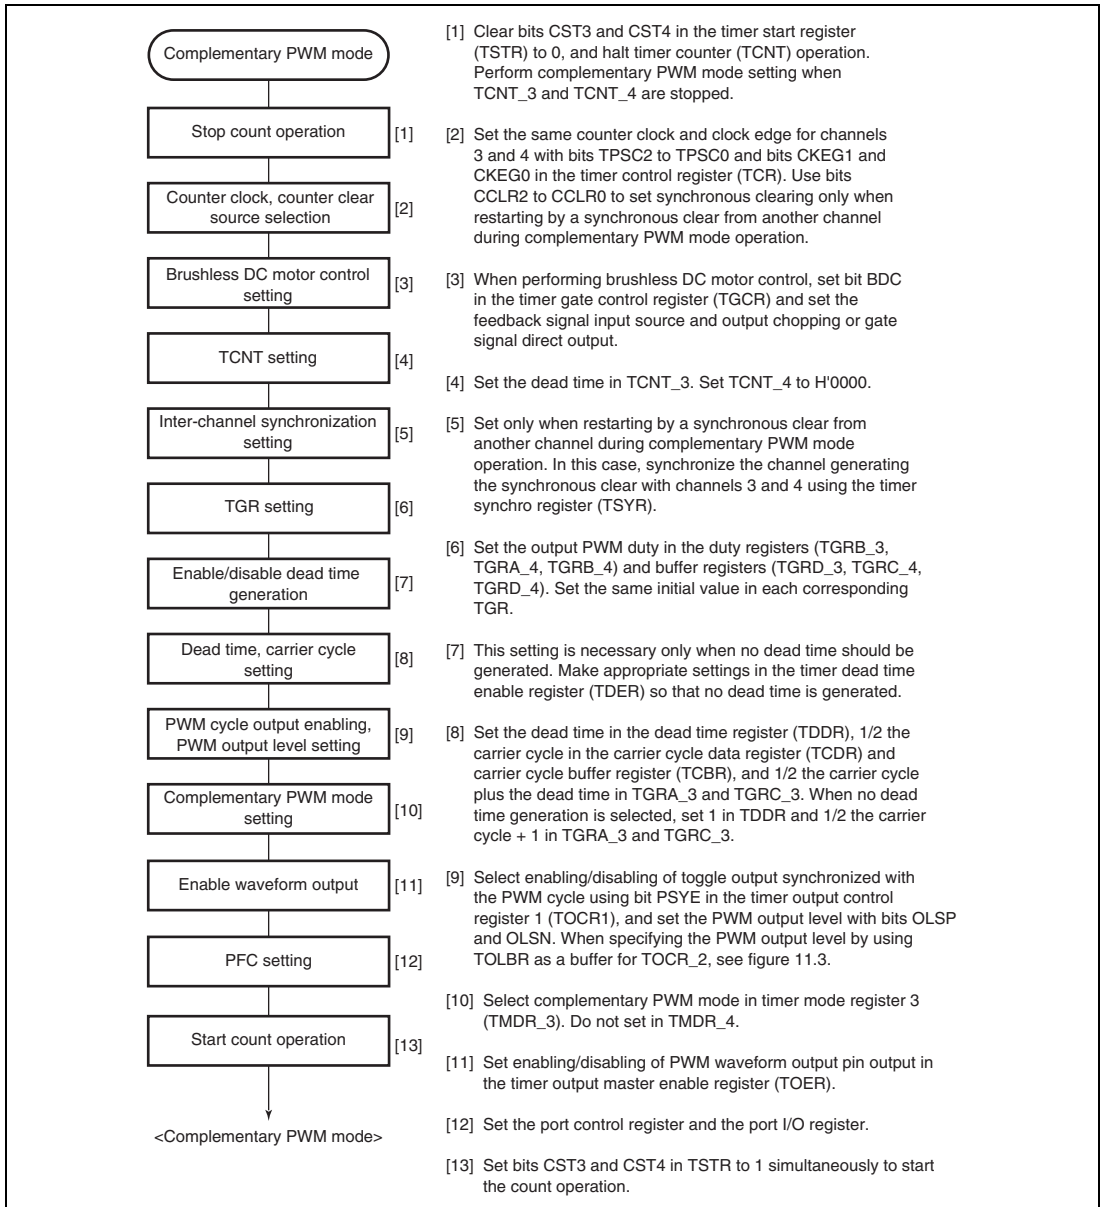 Complementary PWM mode
Stop count operation
[1]
Counter clock, counter clear
source selection
[2]
Brushless DC motor control
setting
[3]
TCNT setting
[4]
Inter-channel synchronization
setting
[5]
TGR setting
[6]
Enable/disable dead time
generation
[7]
Dead time, carrier cycle
setting
[8]
PWM cycle output enabling,
PWM output level setting
[9]
Complementary PWM mode
setting
[10]
Enable waveform output
[11]
PFC setting
[12]
Start count operation
[13]
<Complementary PWM mode>
[1] Clear bits CST3 and CST4 in the timer start register
(TSTR) to 0, and halt timer counter (TCNT) operation.
Perform complementary PWM mode setting when
TCNT_3 and TCNT_4 are stopped.
[2] Set the same counter clock and clock edge for channels
3 and 4 with bits TPSC2 to TPSC0 and bits CKEG1 and
CKEG0 in the timer control register (TCR). Use bits
CCLR2 to CCLR0 to set synchronous clearing only when
restarting by a synchronous clear from another channel
during complementary PWM mode operation.
[3] When performing brushless DC motor control, set bit BDC
in the timer gate control register (TGCR) and set the
feedback signal input source and output chopping or gate
signal direct output.
[4] Set the dead time in TCNT_3. Set TCNT_4 to H'0000.
[5] Set only when restarting by a synchronous clear from
another channel during complementary PWM mode
operation. In this case, synchronize the channel generating
the synchronous clear with channels 3 and 4 using the timer
synchro register (TSYR).
[6] Set the output PWM duty in the duty registers (TGRB_3,
TGRA_4, TGRB_4) and buffer registers (TGRD_3, TGRC_4,
TGRD_4). Set the same initial value in each corresponding
TGR.
[7] This setting is necessary only when no dead time should be
generated. Make appropriate settings in the timer dead time
enable register (TDER) so that no dead time is generated.
[8] Set the dead time in the dead time register (TDDR), 1/2 the
carrier cycle in the carrier cycle data register (TCDR) and
carrier cycle buffer register (TCBR), and 1/2 the carrier cycle
plus the dead time in TGRA_3 and TGRC_3. When no dead
time generation is selected, set 1 in TDDR and 1/2 the carrier
cycle + 1 in TGRA_3 and TGRC_3.
[9] Select enabling/disabling of toggle output synchronized with
the PWM cycle using bit PSYE in the timer output control
register 1 (TOCR1), and set the PWM output level with bits OLSP
and OLSN. When specifying the PWM output level by using
TOLBR as a buffer for TOCR_2, see figure 11.3.
[10] Select complementary PWM mode in timer mode register 3
(TMDR_3). Do not set in TMDR_4.
[11] Set enabling/disabling of PWM waveform output pin output in
the timer output master enable register (TOER).
[12] Set the port control register and the port I/O register.
[13] Set bits CST3 and CST4 in TSTR to 1 simultaneously to start
the count operation.